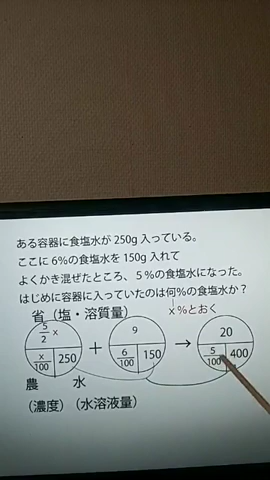 ある容器に食塩水が250g入っている。
ここに6%の食塩水を150g入れて
よくかき混ぜたところ、5%の食塩水になった。
はじめに容器に入っていたのは何%の食塩水か?
x%とおく
省(塩・溶質量)
5/2 x 9 20
x/100 250 + 6/100 150 → 5/100 400
農 水
(濃度)(水溶液量)